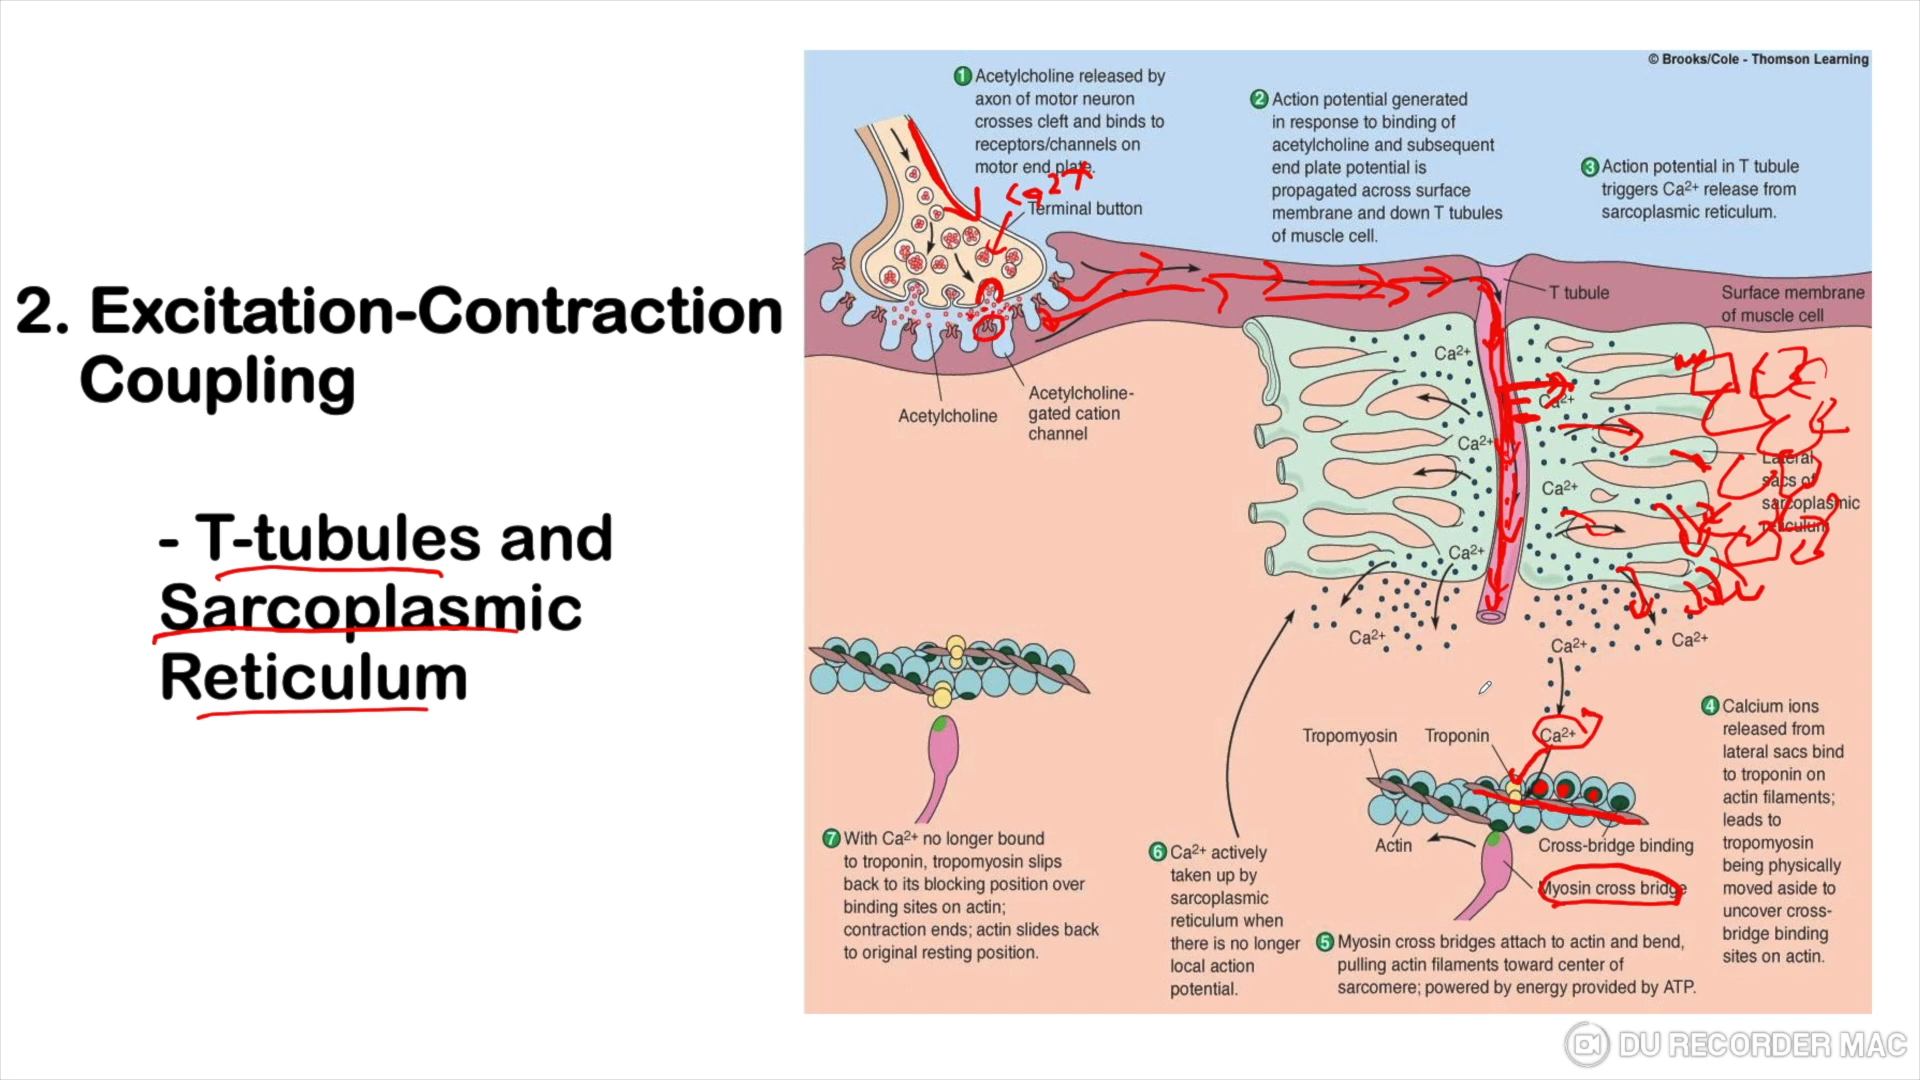 2. Excitation-Contraction
Coupling
- T-tubules and
Sarcoplasmic
Reticulum
© Brooks/Cole - Thomson Learning
1 Acetylcholine released by
axon of motor neuron
crosses cleft and binds to
receptors/channels on
motor end plate.
Ca2+
Terminal button
2 Action potential generated
in response to binding of
acetylcholine and subsequent
end plate potential is
propagated across surface
membrane and down T tubules
of muscle cell.
3 Action potential in T tubule
triggers Ca2+ release from
sarcoplasmic reticulum.
T tubule
Surface membrane
of muscle cell
Acetylcholine
Acetylcholine-
gated cation
channel
Ca2+
Ca2+
Ca2+
Ca2+
Ca2+
Lateral
sacs of
sarcoplasmic
reticulum
Ca2+
Ca2+
Ca2+
Tropomyosin
Troponin
Ca2+
Actin
Cross-bridge binding
Myosin cross bridge
4 Calcium ions
released from
lateral sacs bind
to troponin on
actin filaments;
leads to
tropomyosin
being physically
moved aside to
uncover cross-
bridge binding
sites on actin.
5 Myosin cross bridges attach to actin and bend,
pulling actin filaments toward center of
sarcomere; powered by energy provided by ATP.
6 Ca2+ actively
taken up by
sarcoplasmic
reticulum when
there is no longer
local action
potential.
7 With Ca2+ no longer bound
to troponin, tropomyosin slips
back to its blocking position over
binding sites on actin;
contraction ends; actin slides back
to original resting position.
DU RECORDER MAC